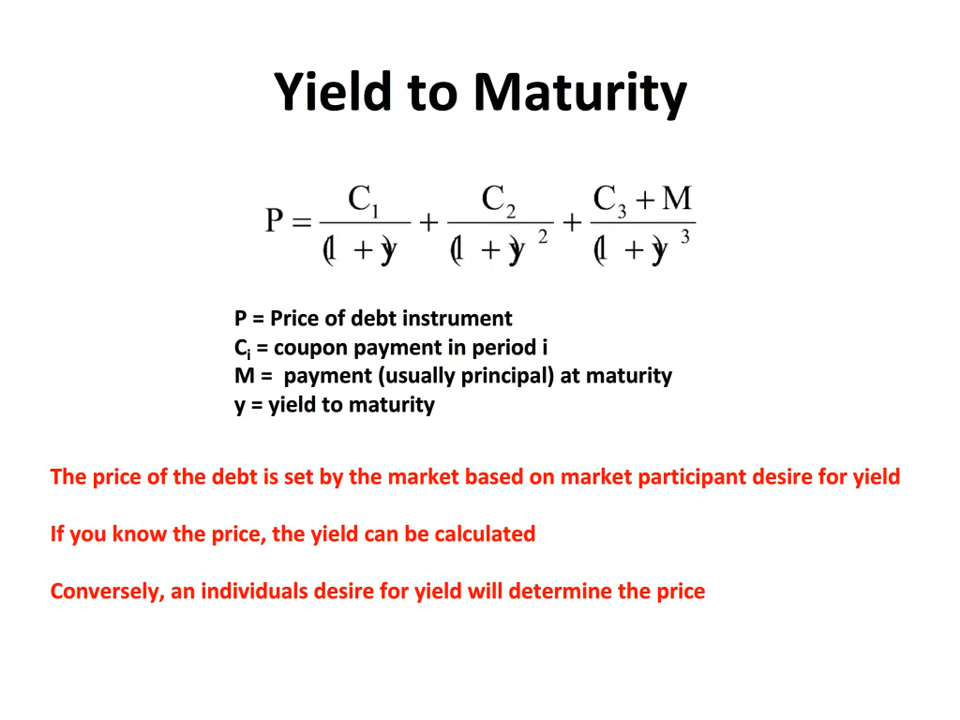 Yield to Maturity
P = C₁/(1 + y) + C₂/(1 + y)² + (C₃ + M)/(1 + y)³
P = Price of debt instrument
Cᵢ = coupon payment in period i
M = payment (usually principal) at maturity
y = yield to maturity
The price of the debt is set by the market based on market participant desire for yield
If you know the price, the yield can be calculated
Conversely, an individuals desire for yield will determine the price